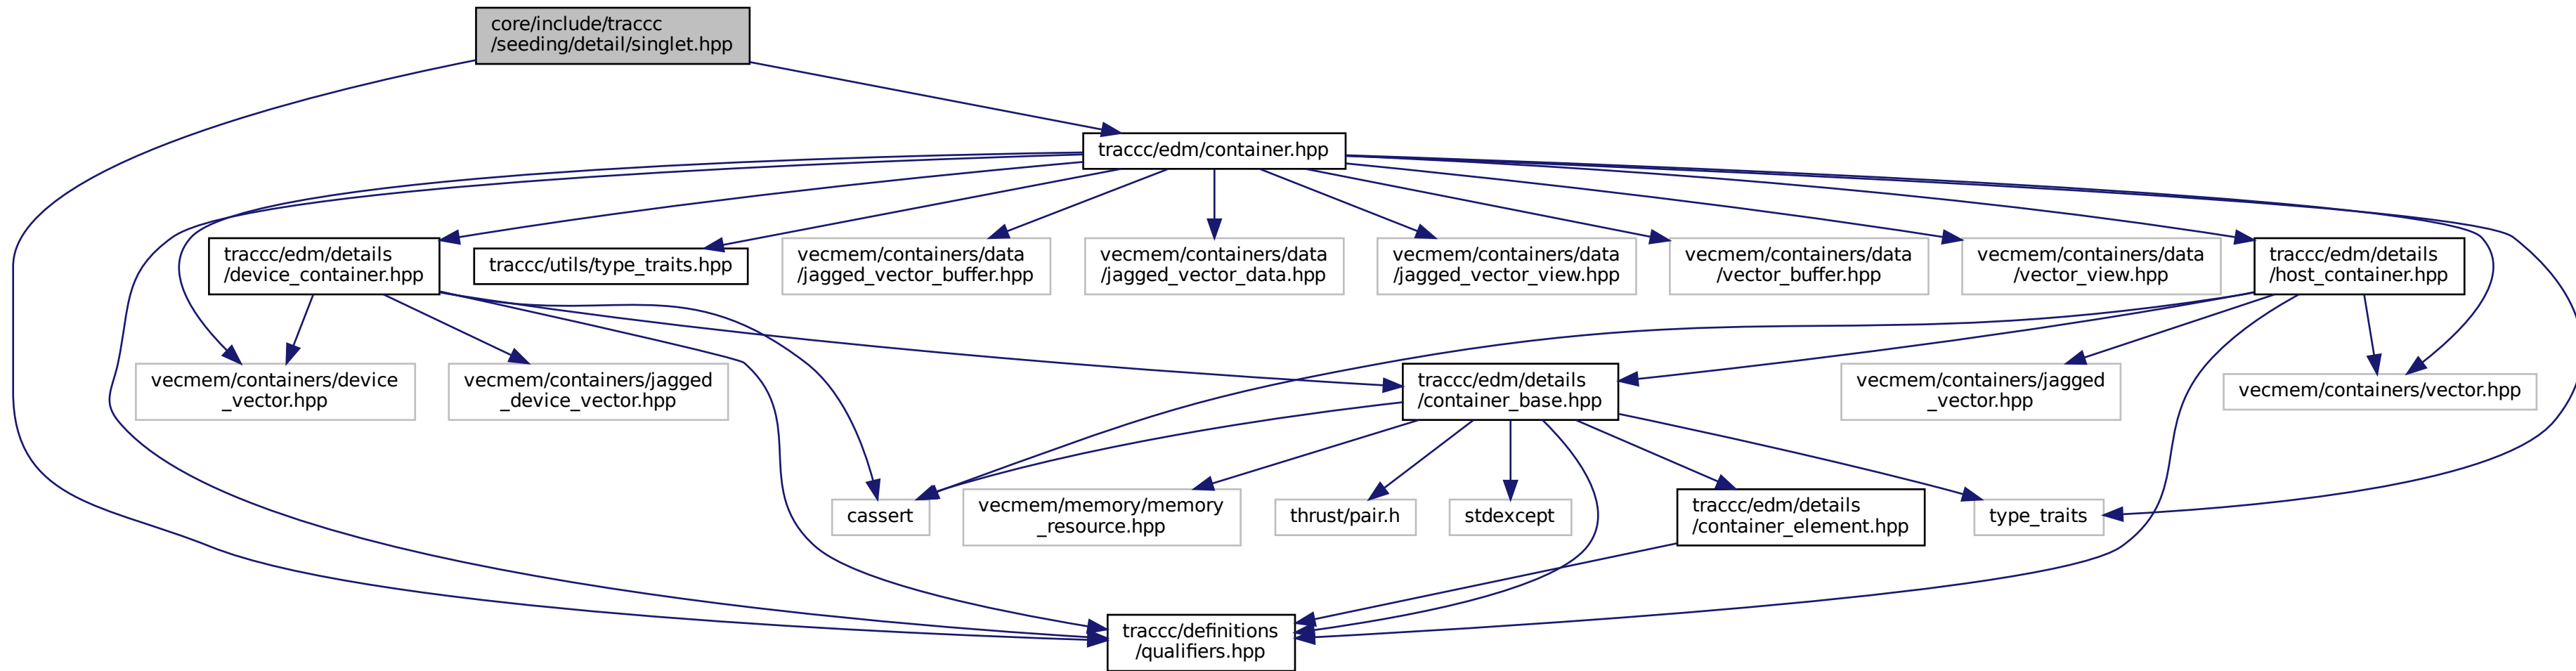 core/include/traccc
/seeding/detail/singlet.hpp
traccc/edm/container.hpp
traccc/edm/details
/device_container.hpp
traccc/utils/type_traits.hpp
vecmem/containers/data
/jagged_vector_buffer.hpp
vecmem/containers/data
/jagged_vector_data.hpp
vecmem/containers/data
/jagged_vector_view.hpp
vecmem/containers/data
/vector_buffer.hpp
vecmem/containers/data
/vector_view.hpp
traccc/edm/details
/host_container.hpp
vecmem/containers/device
_vector.hpp
vecmem/containers/jagged
_device_vector.hpp
traccc/edm/details
/container_base.hpp
vecmem/containers/jagged
_vector.hpp
vecmem/containers/vector.hpp
cassert
vecmem/memory/memory
_resource.hpp
thrust/pair.h
stdexcept
traccc/edm/details
/container_element.hpp
type_traits
traccc/definitions
/qualifiers.hpp